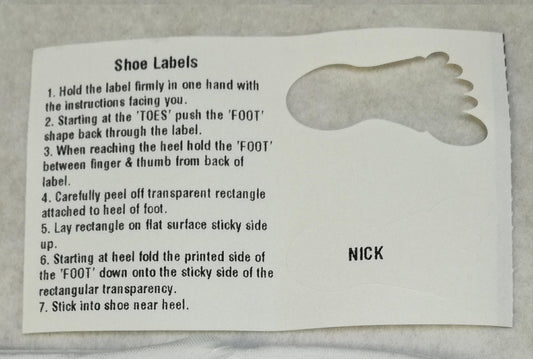 Shoe Labels
1. Hold the label firmly in one hand with
the instructions facing you.
2. Starting at the 'TOES' push the 'FOOT'
shape back through the label.
3. When reaching the heel hold the 'FOOT'
between finger & thumb from back of
label.
4. Carefully peel off transparent rectangle
attached to heel of foot.
5. Lay rectangle on flat surface sticky side
up.
6. Starting at heel fold the printed side of
the 'FOOT' down onto the sticky side of the
rectangular transparency.
7. Stick into shoe near heel.
NICK